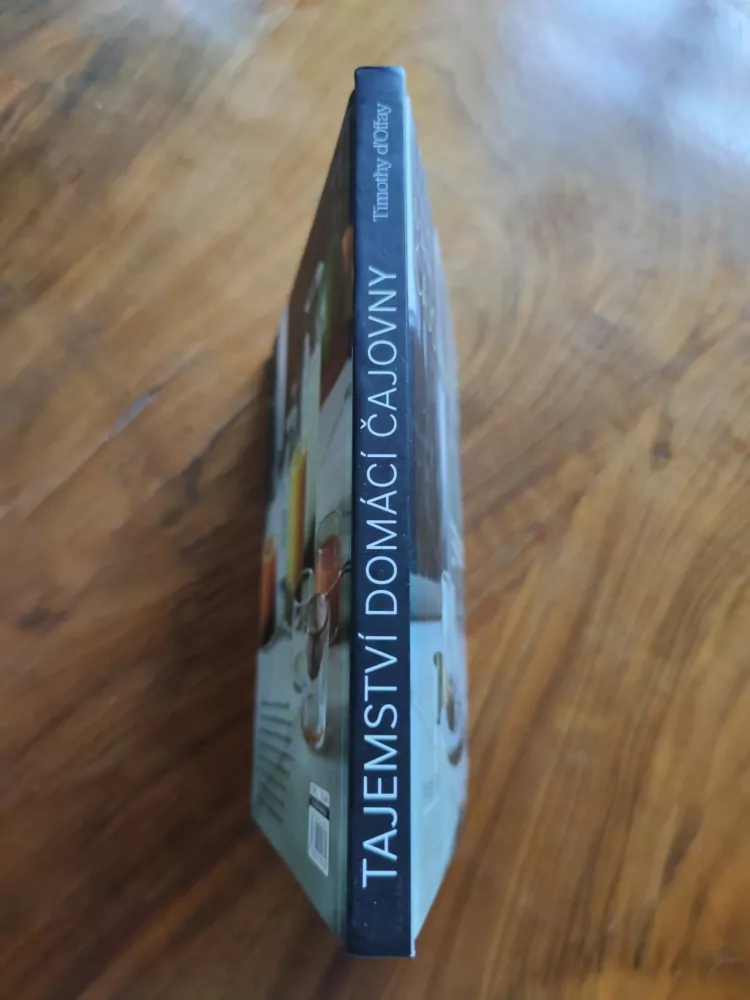 TAJEMSTVÍ DOMÁCÍ ČAJOVNY
Timothy d'Offay